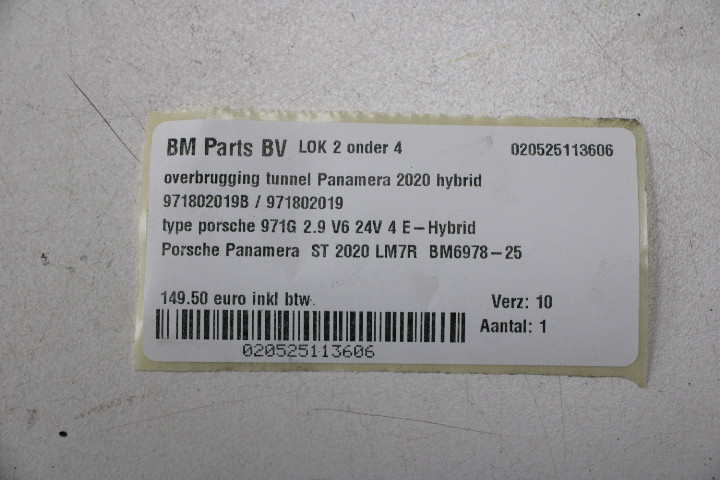 BM Parts BV LOK 2 onder 4 020525113606
overbrugging tunnel Panamera 2020 hybrid
971802019B / 971802019
type porsche 971G 2.9 V6 24V 4 E-Hybrid
Porsche Panamera ST 2020 LM7R BM6978-25
149.50 euro inkl btw. Verz: 10
Aantal: 1
020525113606